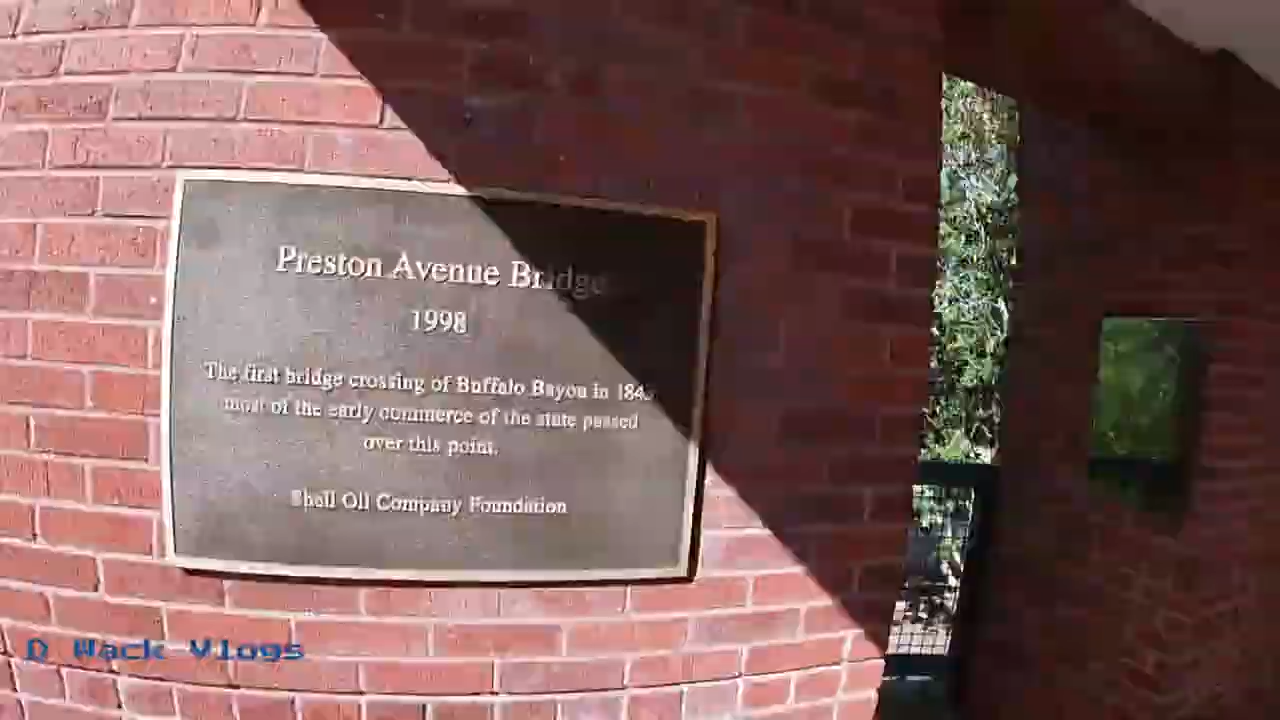 Preston Avenue Bridge
1998
The first bridge crossing of Buffalo Bayou in
most of the early commerce of the state passed
over this point.
Shell Oil Company Foundation
D Wack Vlogs